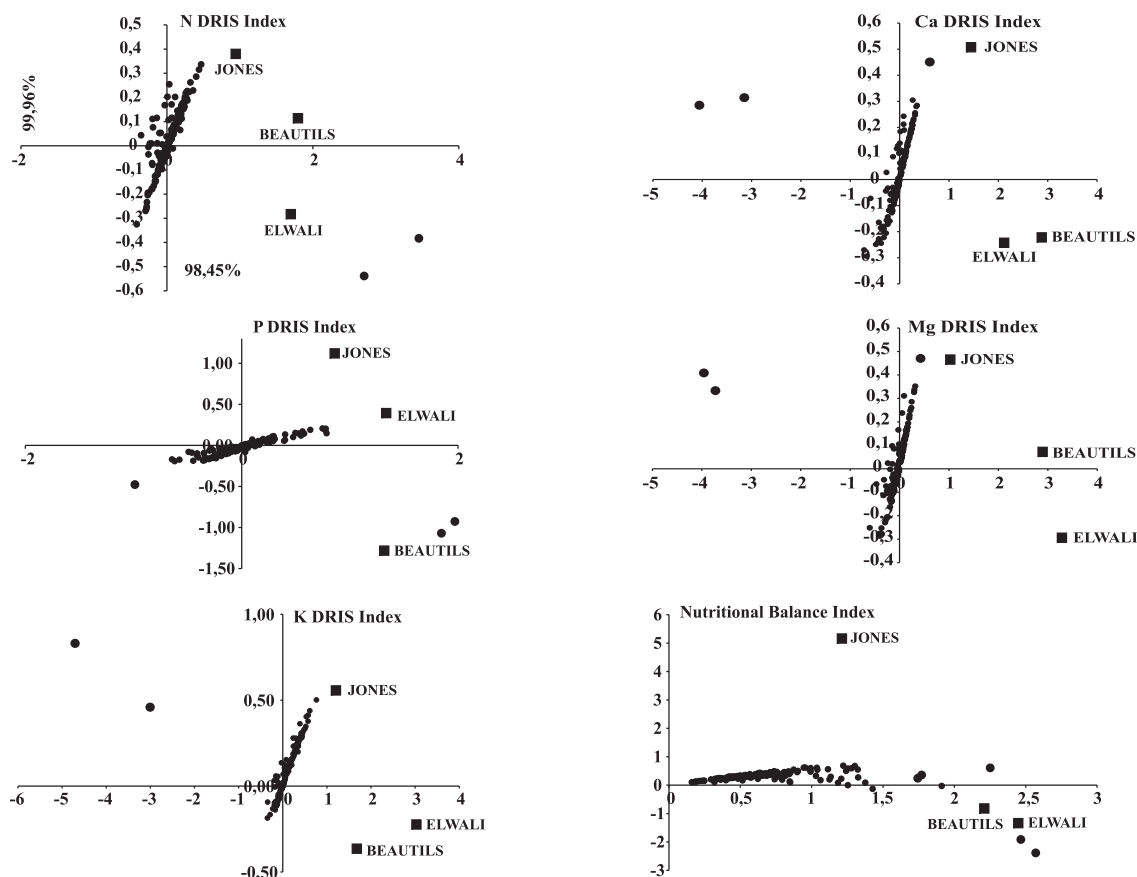 N DRIS Index
0,5
0,4
0,3
0,2
0,1
0
-0,1
-0,2
-0,3
-0,4
-0,5
-0,6
-2
0
2
4
99,96%
98,45%
JONES
BEAUTILS
ELWALI
Ca DRIS Index
0,6
0,5
0,4
0,3
0,2
0,1
0
-0,1
-0,2
-0,3
-0,4
-5 -4 -3 -2 -1 0 1 2 3 4
JONES
BEAUTILS
ELWALI
P DRIS Index
1,00
0,50
0,00
-0,50
-1,00
-1,50
-2
0
2
JONES
ELWALI
BEAUTILS
Mg DRIS Index
0,6
0,5
0,4
0,3
0,2
0,1
0
-0,1
-0,2
-0,3
-0,4
-5 -4 -3 -2 -1 0 1 2 3 4
JONES
BEAUTILS
ELWALI
K DRIS Index
1,00
0,50
0,00
-0,50
-6 -5 -4 -3 -2 -1 0 1 2 3 4
JONES
ELWALI
BEAUTILS
Nutritional Balance Index
6
5
4
3
2
1
0
-1
-2
-3
0 0,5 1 1,5 2 2,5 3
JONES
BEAUTILS
ELWALI